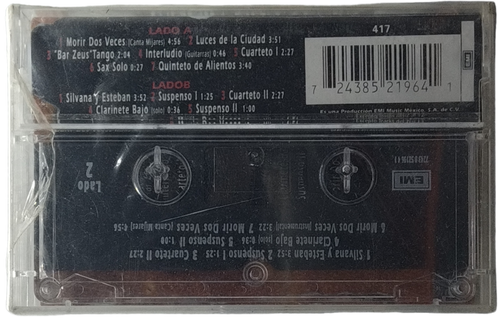 LADO A
1 Morir Dos Veces (Canta Mijares) 4:56 2 Luces de la Ciudad 3:51
3 "Bar Zeus" Tango 2:04 4 Interludio (Guitarras) 0:46 5 Cuarteto I 2:27
6 Sax Solo 0:27 7 Quinteto de Alientos 3:40
LADO B
1 Silvana y Esteban 3:52 2 Suspenso I 1:25 3 Cuarteto II 2:27
4 Clarinete Bajo (solo) 0:36 5 Suspenso II 1:00
417
7 24385 21964 1
Es una Producción EMI Music México, S.A. de C.V.
EMI
Lado
2
1 Silvana y Esteban 3:52 2 Suspenso I 1:25 3 Cuarteto II 2:27
4 Clarinete Bajo (solo) 0:36 5 Suspenso II 1:00
6 Morir Dos Veces (Instrumental) 3:22 7 Morir Dos Veces (Canta Mijares) 4:56